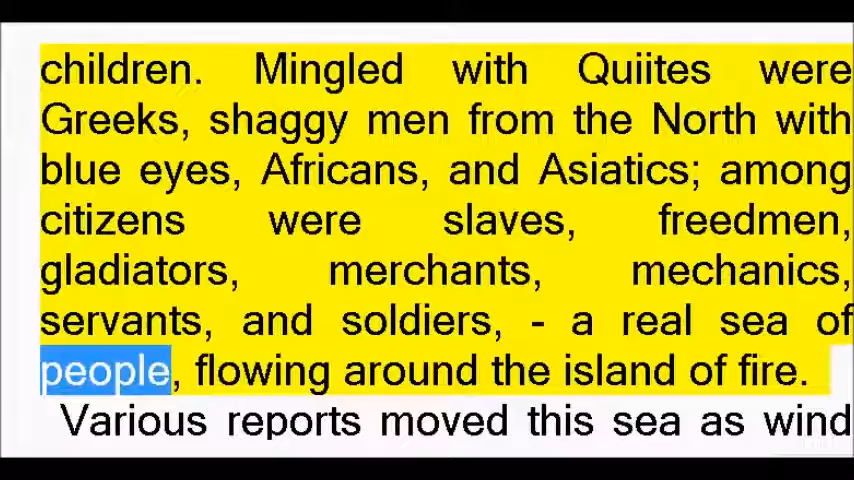 children. Mingled with Quiites were
Greeks, shaggy men from the North with
blue eyes, Africans, and Asiatics; among
citizens were slaves, freedmen,
gladiators, merchants, mechanics,
servants, and soldiers, - a real sea of
people, flowing around the island of fire.
Various reports moved this sea as wind